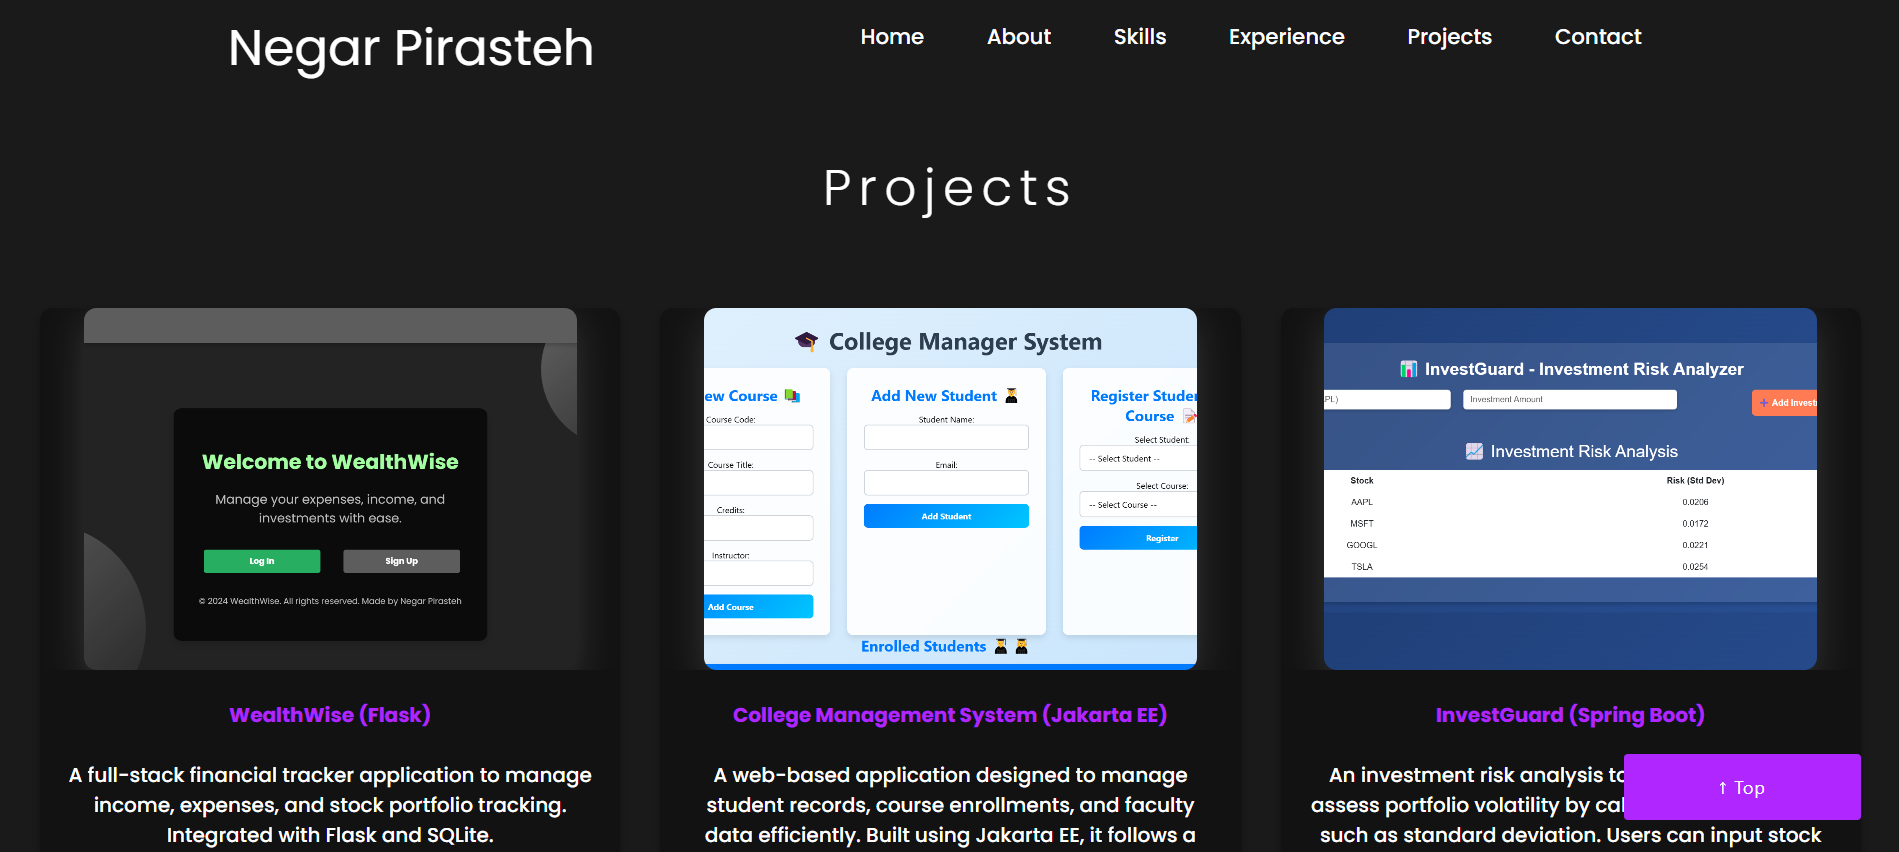 Negar Pirasteh
Home About Skills Experience Projects Contact
Projects
Welcome to WealthWise
Manage your expenses, income, and
investments with ease.
Log In Sign Up
© 2024 WealthWise. All rights reserved. Made by Negar Pirasteh
WealthWise (Flask)
A full-stack financial tracker application to manage
income, expenses, and stock portfolio tracking.
Integrated with Flask and SQLite.
College Manager System
ew Course
Course Code:
Course Title:
Credits:
Instructor:
Add Course
Add New Student
Student Name:
Email:
Add Student
Register Studen
Course
Select Student:
-- Select Student --
Select Course:
-- Select Course --
Register
Enrolled Students
College Management System (Jakarta EE)
A web-based application designed to manage
student records, course enrollments, and faculty
data efficiently. Built using Jakarta EE, it follows a
InvestGuard - Investment Risk Analyzer
PL) Investment Amount + Add Invest
Investment Risk Analysis
Stock Risk (Std Dev)
AAPL 0.0206
MSFT 0.0172
GOOGL 0.0221
TSLA 0.0254
InvestGuard (Spring Boot)
An investment risk analysis to
assess portfolio volatility by cal
such as standard deviation. Users can input stock
↑ Top